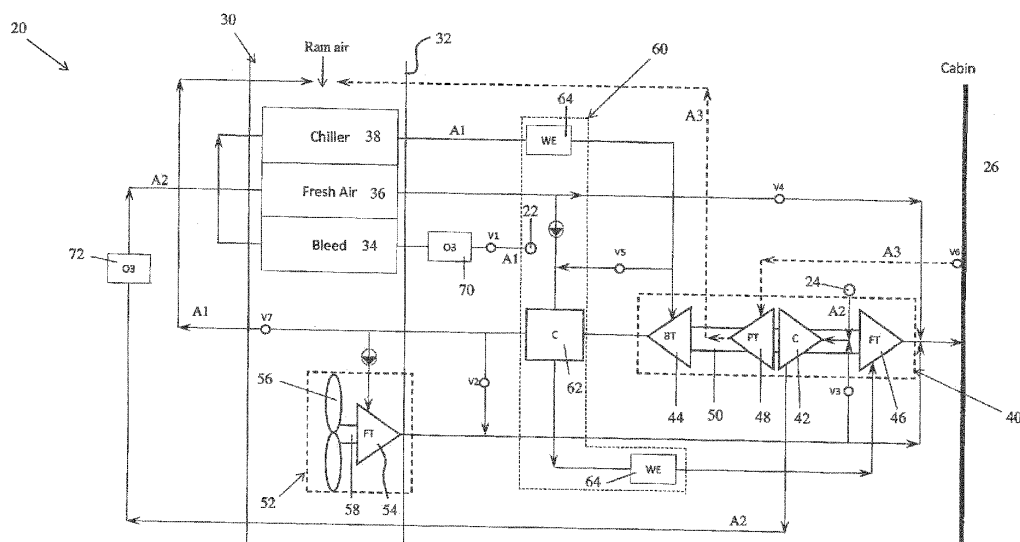 20
30
Ram air
32
60
Cabin
64
A3
Chiller 38
A1
WE
26
A2
Fresh Air 36
22
V4
72
O3
Bleed 34
O3
V1
A1
V5
A3
V6
70
24
A2
A1
V7
C
BT
PT
C
FT
56
62
V2
V3
44
50
48
42
46
40
FT
WE
64
52
58
54
A2